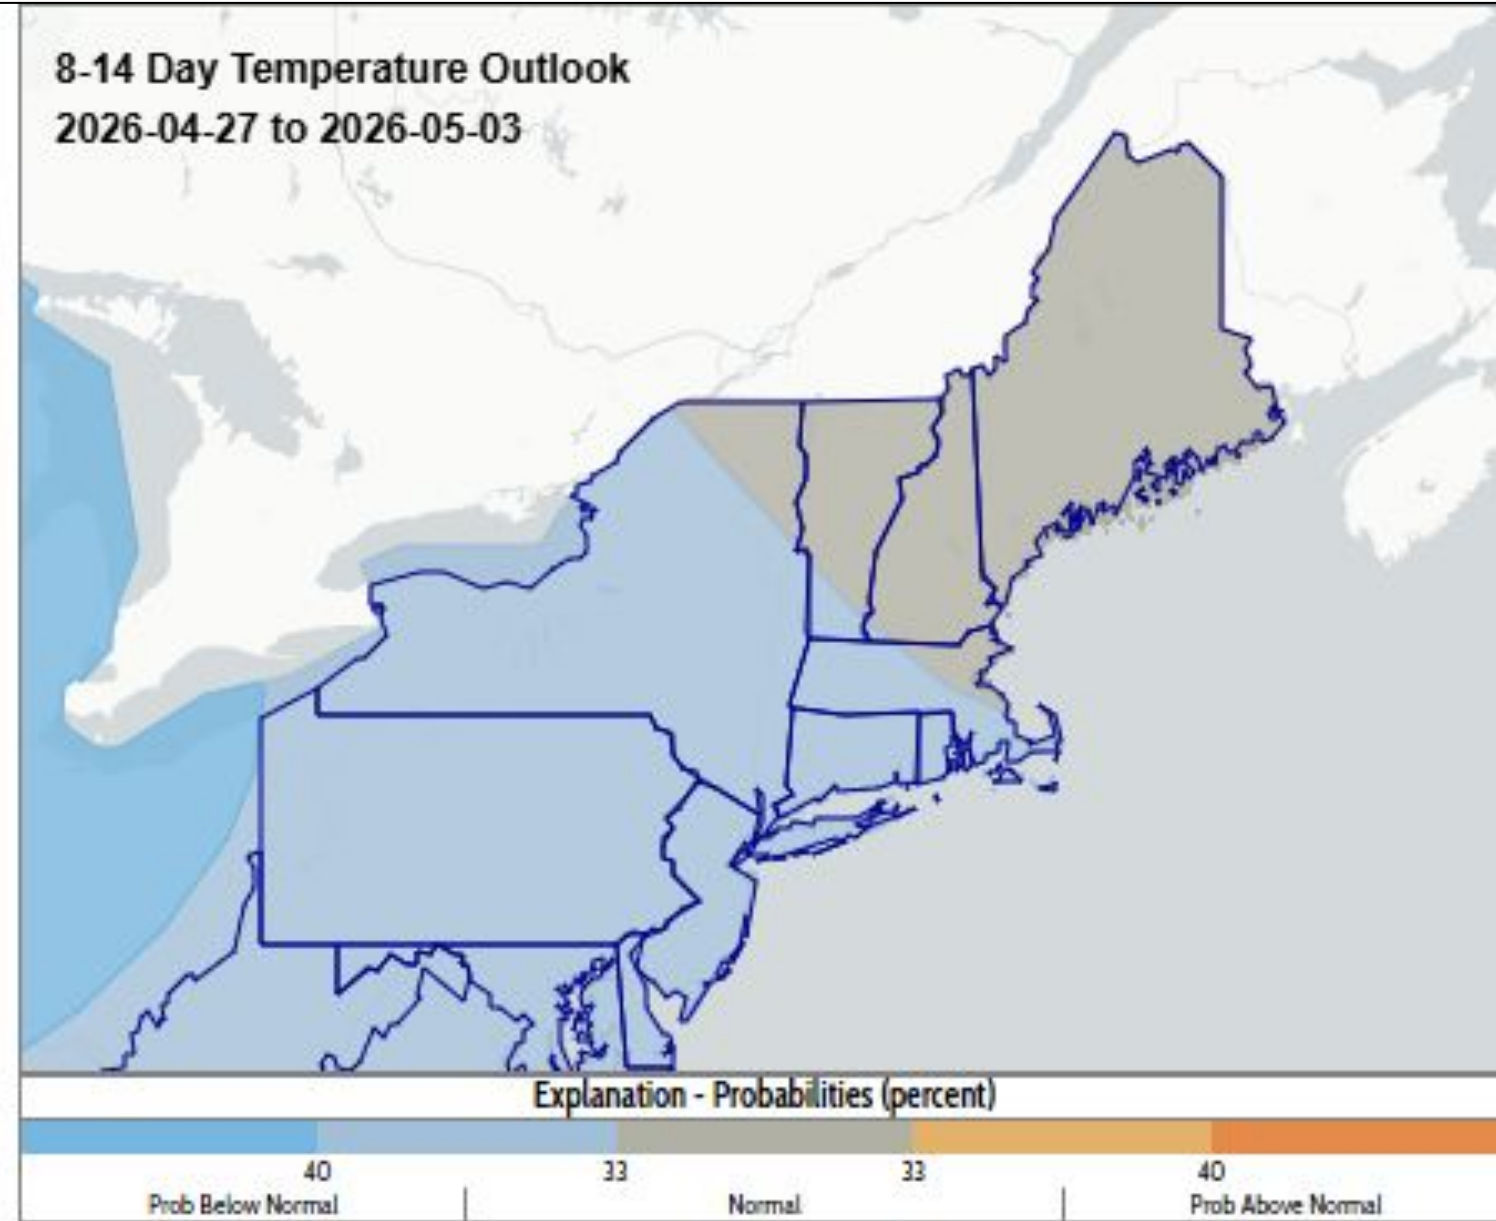 8-14 Day Temperature Outlook
2026-04-27 to 2026-05-03
Explanation - Probabilities (percent)
40 33 33 40
Prob Below Normal Normal Prob Above Normal